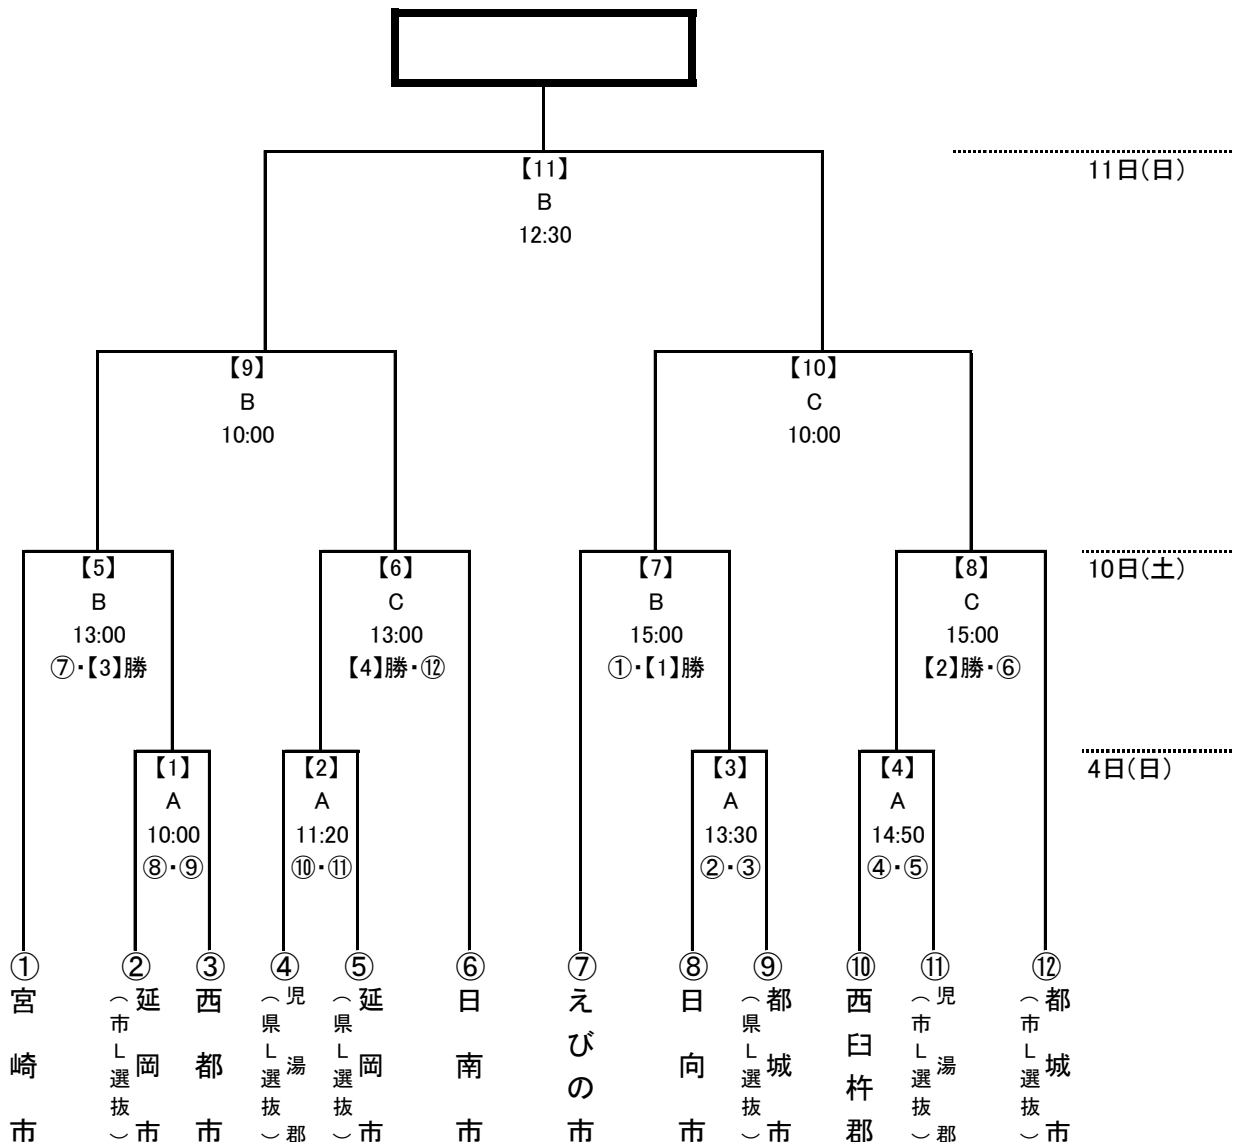 【11】
B
12:30
11日(日)
【9】
B
10:00
【10】
C
10:00
【5】
B
13:00
⑦・【3】勝
【6】
C
13:00
【4】勝・⑫
【7】
B
15:00
①・【1】勝
【8】
C
15:00
【2】勝・⑥
10日(土)
【1】
A
10:00
⑧・⑨
【2】
A
11:20
⑩・⑪
【3】
A
13:30
②・③
【4】
A
14:50
④・⑤
4日(日)
①
宮崎市
②
延岡市
(市L選抜)
③
西都市
④
児湯郡
(県L選抜)
⑤
延岡市
(県L選抜)
⑥
日南市
⑦
えびの市
⑧
日向市
⑨
都城市
(県L選抜)
⑩
西臼杵郡
⑪
児湯郡
(市L選抜)
⑫
都城市
(市L選抜)